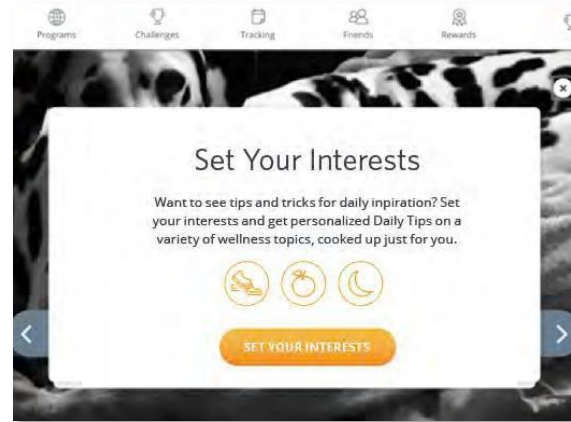 Programs Challenges Tracking Friends Rewards
Set Your Interests
Want to see tips and tricks for daily inpiration? Set
your interests and get personalized Daily Tips on a
variety of wellness topics, cooked up just for you.
SET YOUR INTERESTS